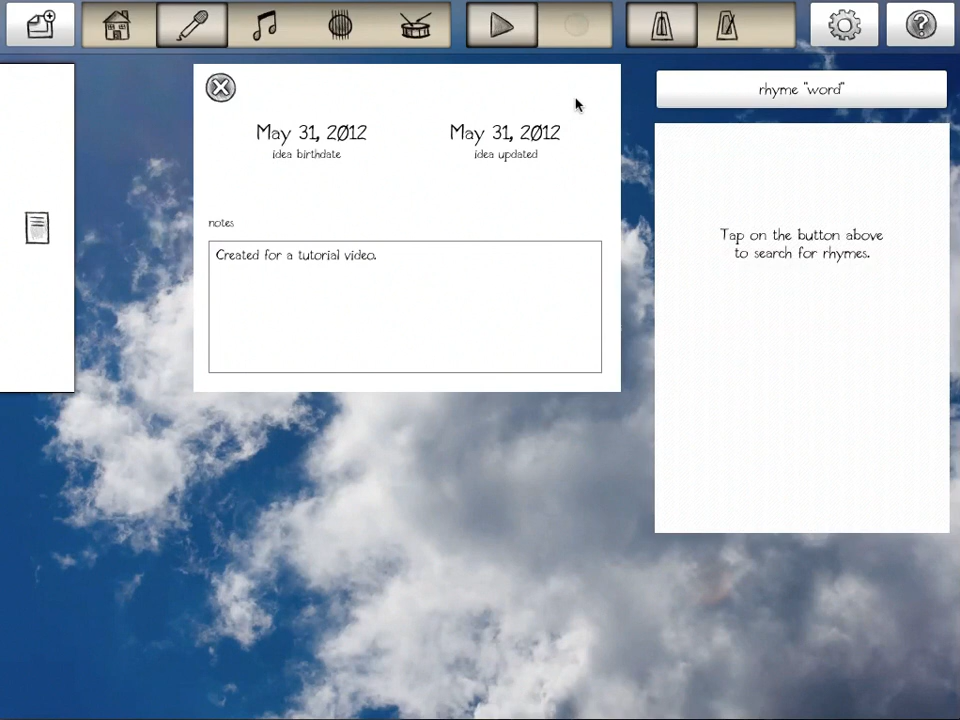 rhyme "word"
May 31, 2012
May 31, 2012
idea birthdate
idea updated
notes
Created for a tutorial video.
Tap on the button above
to search for rhymes.
?